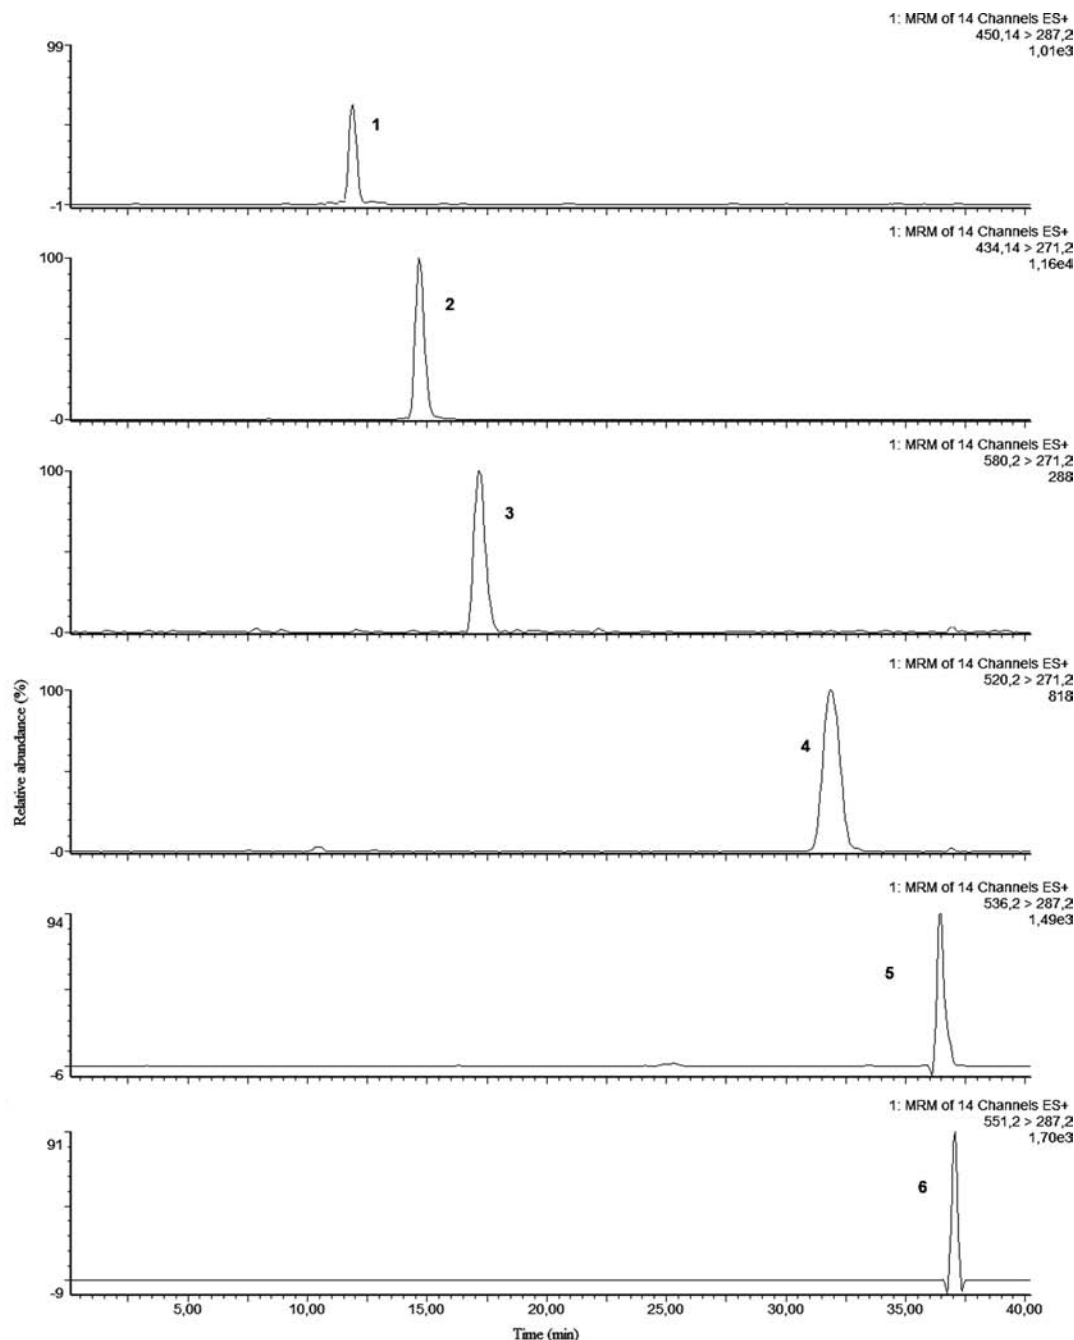 1: MRM of 14 Channels ES+
450,14 > 287,2
1,01e3
99
1
-1
1: MRM of 14 Channels ES+
434,14 > 271,2
1,16e4
100
2
-0
1: MRM of 14 Channels ES+
580,2 > 271,2
288
100
3
-0
1: MRM of 14 Channels ES+
520,2 > 271,2
818
100
4
-0
Relative abundance (%)
1: MRM of 14 Channels ES+
536,2 > 287,2
1,49e3
94
5
-6
1: MRM of 14 Channels ES+
551,2 > 287,2
1,70e3
91
6
-9
5,00 10,00 15,00 20,00 25,00 30,00 35,00 40,00
Time (min)